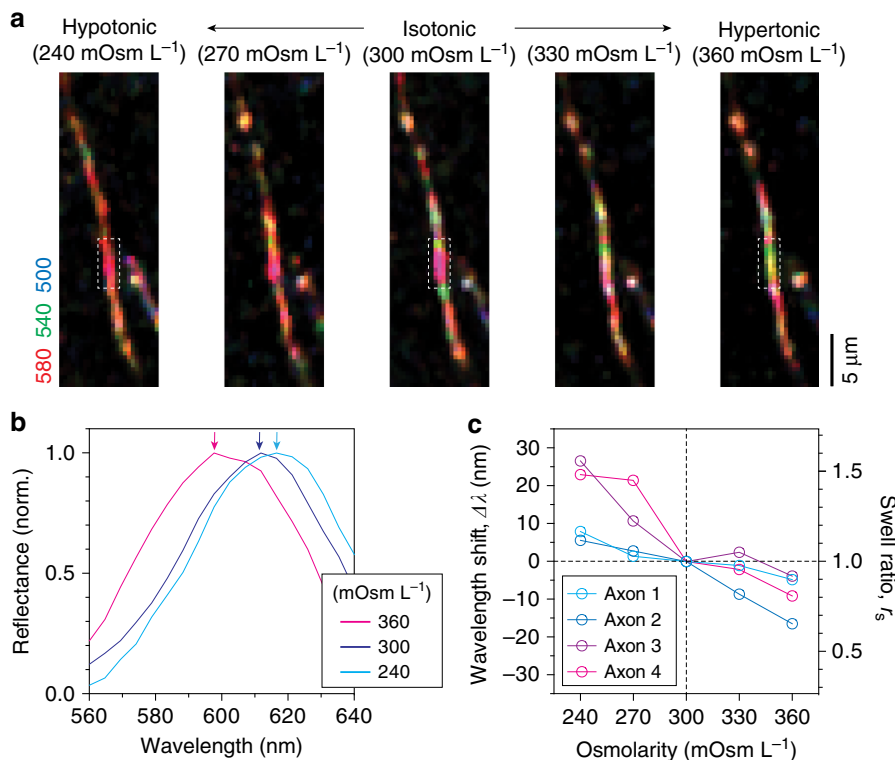 a
Hypotonic
(240 mOsm L⁻¹)
(270 mOsm L⁻¹)
Isotonic
(300 mOsm L⁻¹)
(330 mOsm L⁻¹)
Hypertonic
(360 mOsm L⁻¹)
580 540 500
5 μm
b
Reflectance (norm.)
1.0
0.5
0.0
560 580 600 620 640
Wavelength (nm)
(mOsm L⁻¹)
360
300
240
c
Wavelength shift, Δλ (nm)
30
20
10
0
−10
−20
−30
Axon 1
Axon 2
Axon 3
Axon 4
240 270 300 330 360
Osmolarity (mOsm L⁻¹)
1.5
1.0
0.5
Swell ratio, rₛ